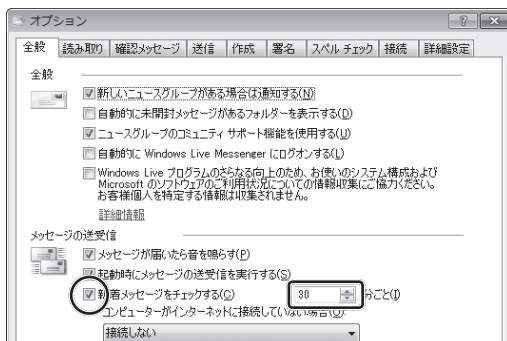 オプション
全般 読み取り 確認メッセージ 送信 作成 署名 スペル チェック 接続 詳細設定
全般
新しいニュースグループがある場合は通知する(N)
自動的に未開封メッセージがあるフォルダーを表示する(D)
ニュースグループのコミュニティ サポート機能を使用する(U)
自動的に Windows Live Messenger にログオンする(L)
Windows Live プログラムのさらなる向上のため、お使いのシステム構成および
Microsoft のソフトウェアのご利用状況についての情報収集にご協力ください。
お客様個人を特定する情報は収集されません。
詳細情報
メッセージの送受信
メッセージが届いたら音を鳴らす(P)
起動時にメッセージの送受信を実行する(S)
新着メッセージをチェックする(C) 30 分ごと(I)
コンピューターがインターネットに接続していない場合(O):
接続しない